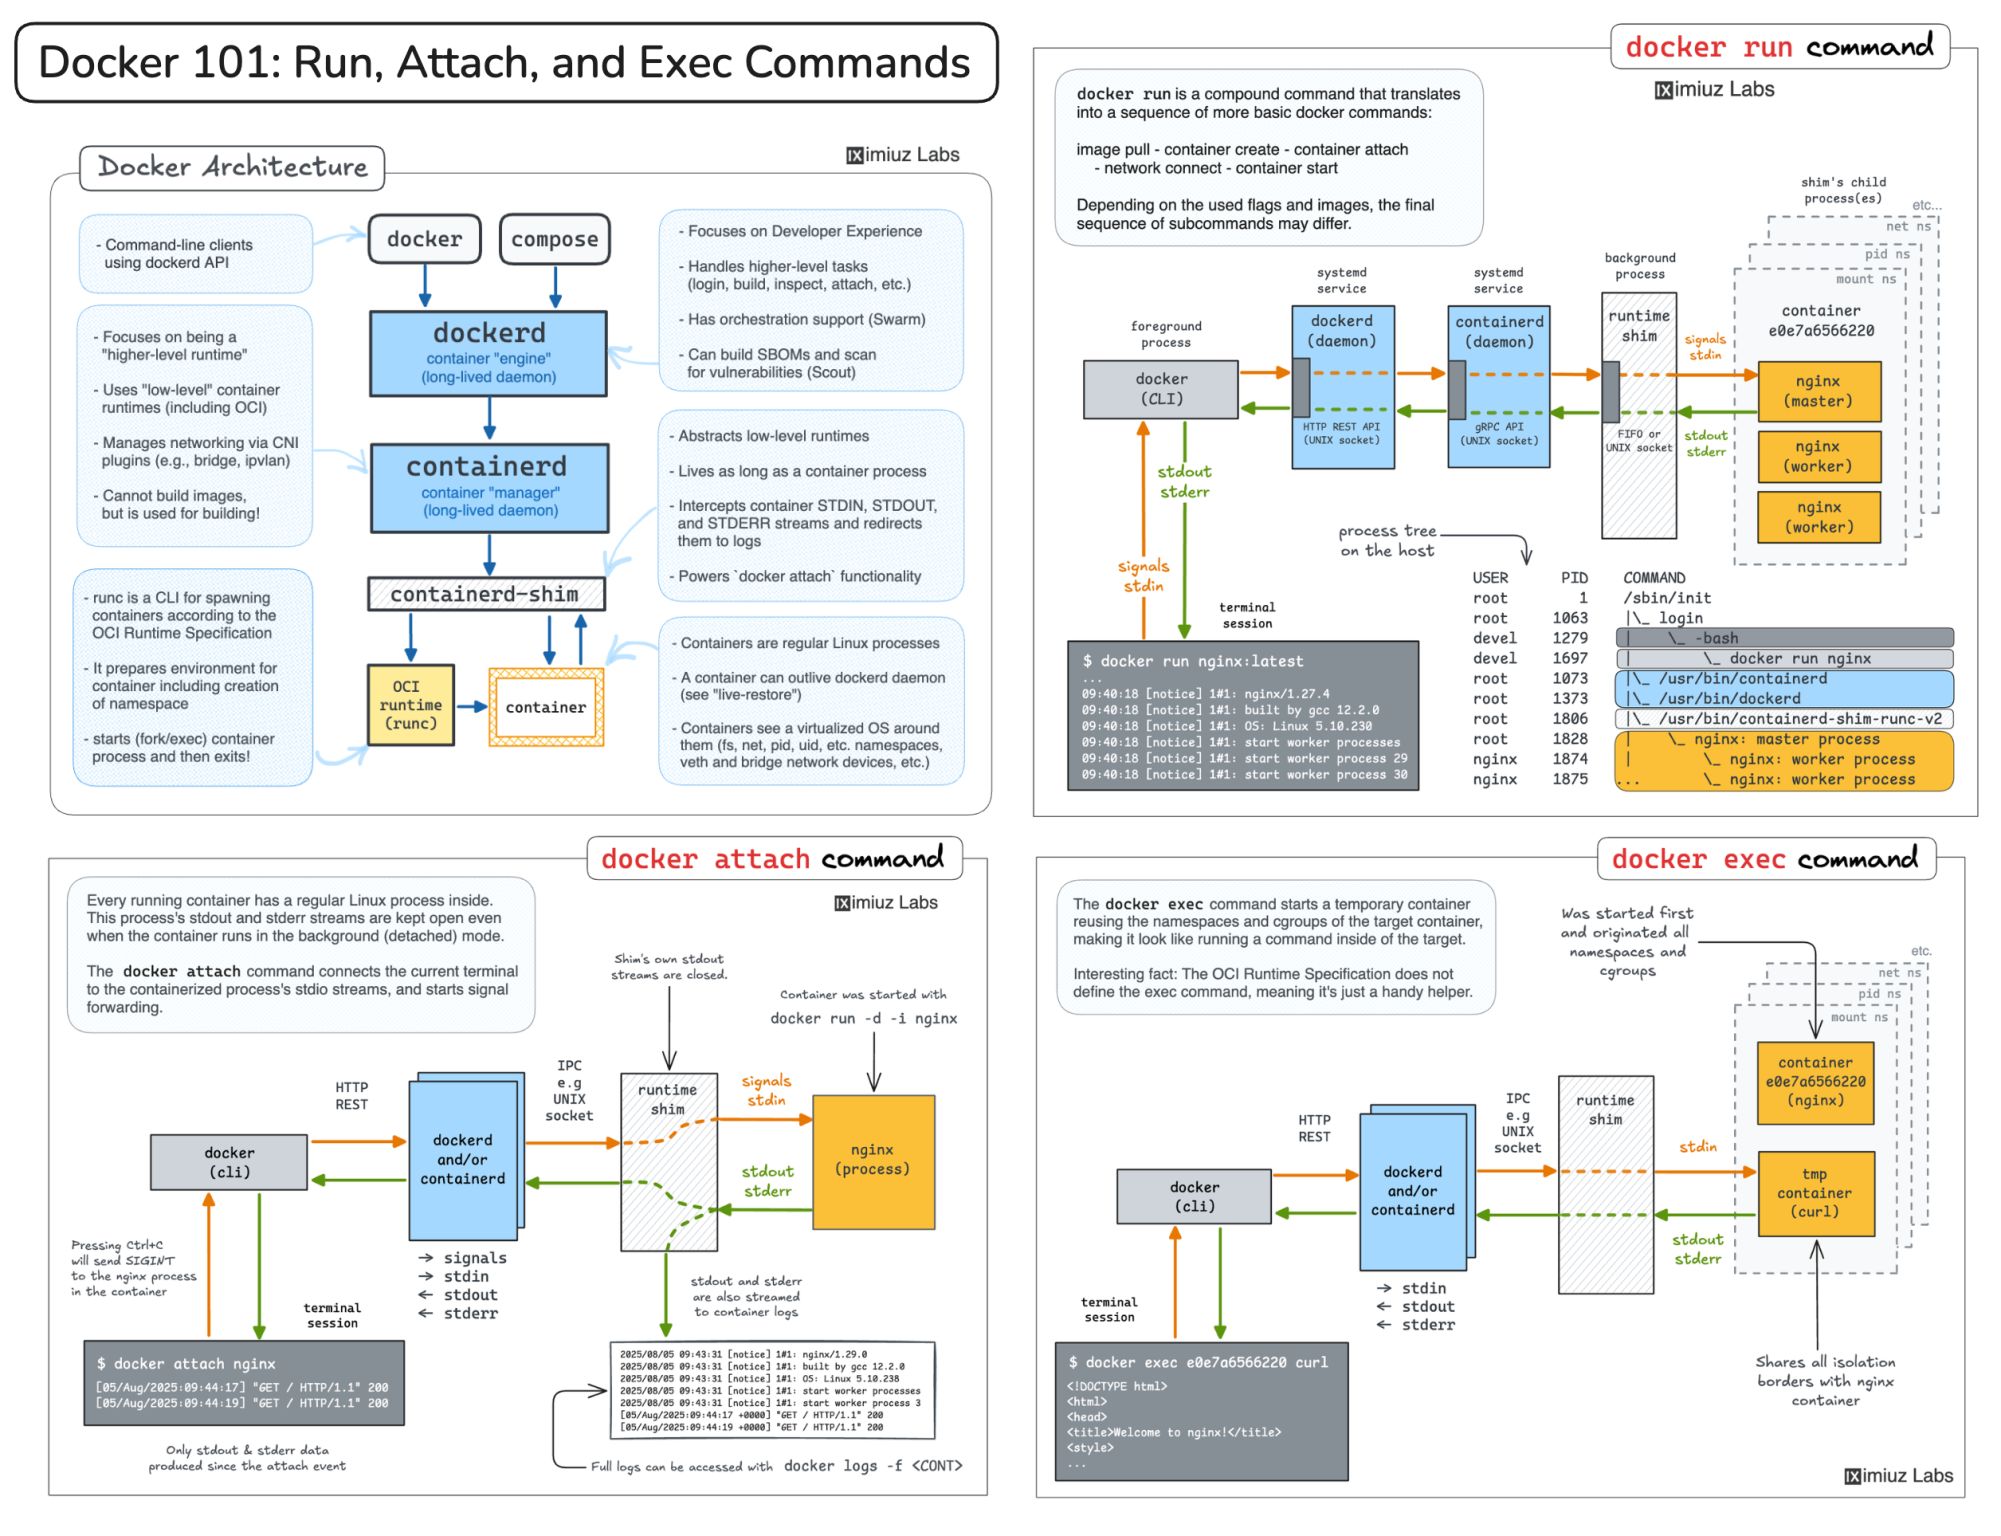 Docker 101: Run, Attach, and Exec Commands
Docker Architecture
iximiuz Labs
- Command-line clients
using dockerd API
docker
compose
- Focuses on Developer Experience
- Handles higher-level tasks
(login, build, inspect, attach, etc.)
- Has orchestration support (Swarm)
- Can build SBOMs and scan
for vulnerabilities (Scout)
dockerd
container "engine"
(long-lived daemon)
- Focuses on being a
"higher-level runtime"
- Uses "low-level" container
runtimes (including OCI)
- Manages networking via CNI
plugins (e.g., bridge, ipvlan)
- Cannot build images,
but is used for building!
containerd
container "manager"
(long-lived daemon)
- Abstracts low-level runtimes
- Lives as long as a container process
- Intercepts container STDIN, STDOUT,
and STDERR streams and redirects
them to logs
- Powers `docker attach` functionality
containerd-shim
- runc is a CLI for spawning
containers according to the
OCI Runtime Specification
- It prepares environment for
container including creation
of namespace
- starts (fork/exec) container
process and then exits!
OCI
runtime
(runc)
container
- Containers are regular Linux processes
- A container can outlive dockerd daemon
(see "live-restore")
- Containers see a virtualized OS around
them (fs, net, pid, uid, etc. namespaces,
veth and bridge network devices, etc.)
docker run command
iximiuz Labs
docker run is a compound command that translates
into a sequence of more basic docker commands:
image pull - container create - container attach
- network connect - container start
Depending on the used flags and images, the final
sequence of subcommands may differ.
shim's child
process(es)
etc...
net ns
pid ns
mount ns
container
e0e7a6566220
nginx
(master)
nginx
(worker)
nginx
(worker)
foreground
process
docker
(CLI)
systemd
service
dockerd
(daemon)
HTTP REST API
(UNIX socket)
systemd
service
containerd
(daemon)
gRPC API
(UNIX socket)
background
process
runtime
shim
FIFO or
UNIX socket
signals
stdin
stdout
stderr
stdout
stderr
signals
stdin
terminal
session
$ docker run nginx:latest
...
09:40:18 [notice] 1#1: nginx/1.27.4
09:40:18 [notice] 1#1: built by gcc 12.2.0
09:40:18 [notice] 1#1: OS: Linux 5.10.230
09:40:18 [notice] 1#1: start worker processes
09:40:18 [notice] 1#1: start worker process 29
09:40:18 [notice] 1#1: start worker process 30
process tree
on the host
USER PID COMMAND
root 1 /sbin/init
root 1063 |\_ login
devel 1279 | \_ -bash
devel 1697 | \_ docker run nginx
root 1073 |\_ /usr/bin/containerd
root 1373 |\_ /usr/bin/dockerd
root 1806 |\_ /usr/bin/containerd-shim-runc-v2
root 1828 | \_ nginx: master process
nginx 1874 | \_ nginx: worker process
nginx 1875 ... \_ nginx: worker process
docker attach command
iximiuz Labs
Every running container has a regular Linux process inside.
This process's stdout and stderr streams are kept open even
when the container runs in the background (detached) mode.
The docker attach command connects the current terminal
to the containerized process's stdio streams, and starts signal
forwarding.
Shim's own stdout
streams are closed.
Container was started with
docker run -d -i nginx
HTTP
REST
IPC
e.g
UNIX
socket
runtime
shim
signals
stdin
docker
(cli)
dockerd
and/or
containerd
nginx
(process)
stdout
stderr
Pressing Ctrl+C
will send SIGINT
to the nginx process
in the container
→ signals
→ stdin
← stdout
← stderr
stdout and stderr
are also streamed
to container logs
terminal
session
$ docker attach nginx
[05/Aug/2025:09:44:17] "GET / HTTP/1.1" 200
[05/Aug/2025:09:44:19] "GET / HTTP/1.1" 200
Only stdout & stderr data
produced since the attach event
2025/08/05 09:43:31 [notice] 1#1: nginx/1.29.0
2025/08/05 09:43:31 [notice] 1#1: built by gcc 12.2.0
2025/08/05 09:43:31 [notice] 1#1: OS: Linux 5.10.238
2025/08/05 09:43:31 [notice] 1#1: start worker processes
2025/08/05 09:43:31 [notice] 1#1: start worker process 3
[05/Aug/2025:09:44:17 +0000] "GET / HTTP/1.1" 200
[05/Aug/2025:09:44:19 +0000] "GET / HTTP/1.1" 200
Full logs can be accessed with docker logs -f <CONT>
docker exec command
The docker exec command starts a temporary container
reusing the namespaces and cgroups of the target container,
making it look like running a command inside of the target.
Interesting fact: The OCI Runtime Specification does not
define the exec command, meaning it's just a handy helper.
Was started first
and originated all
namespaces and
cgroups
etc.
net ns
pid ns
mount ns
container
e0e7a6566220
(nginx)
HTTP
REST
IPC
e.g
UNIX
socket
runtime
shim
stdin
docker
(cli)
dockerd
and/or
containerd
tmp
container
(curl)
stdout
stderr
→ stdin
← stdout
← stderr
terminal
session
$ docker exec e0e7a6566220 curl
<!DOCTYPE html>
<html>
<head>
<title>Welcome to nginx!</title>
<style>
...
Shares all isolation
borders with nginx
container
iximiuz Labs